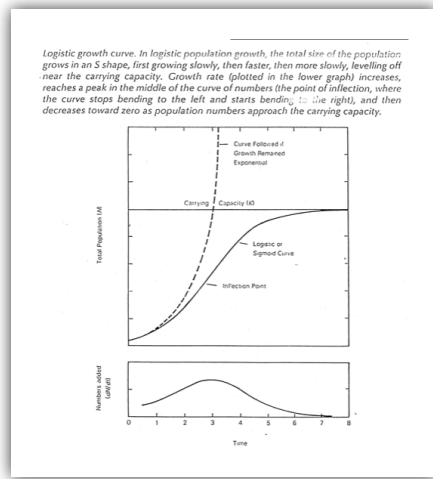 Logistic growth curve. In logistic population growth, the total size of the population
grows in an S shape, first growing slowly, then faster, then more slowly, levelling off
near the carrying capacity. Growth rate (plotted in the lower graph) increases,
reaches a peak in the middle of the curve of numbers (the point of inflection, where
the curve stops bending to the left and starts bending to the right), and then
decreases toward zero as population numbers approach the carrying capacity.
Curve Followed if
Growth Remained
Exponential
Carrying Capacity (K)
Total Population (N)
Logistic or
Sigmoid Curve
Inflection Point
Numbers added
(dN/dt)
0 1 2 3 4 5 6 7 8
Time